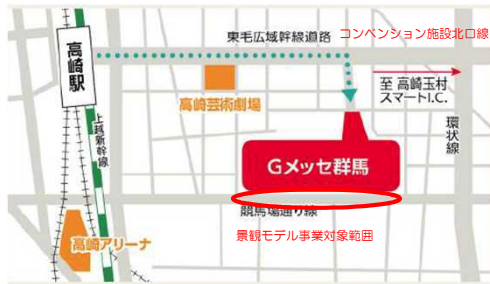 東毛広域幹線道路
コンベンション施設北口線
高崎駅
高崎芸術劇場
至 高崎玉村
スマートI.C.
環状線
上越新幹線
Gメッセ群馬
競馬場通り線
景観モデル事業対象範囲
高崎アリーナ